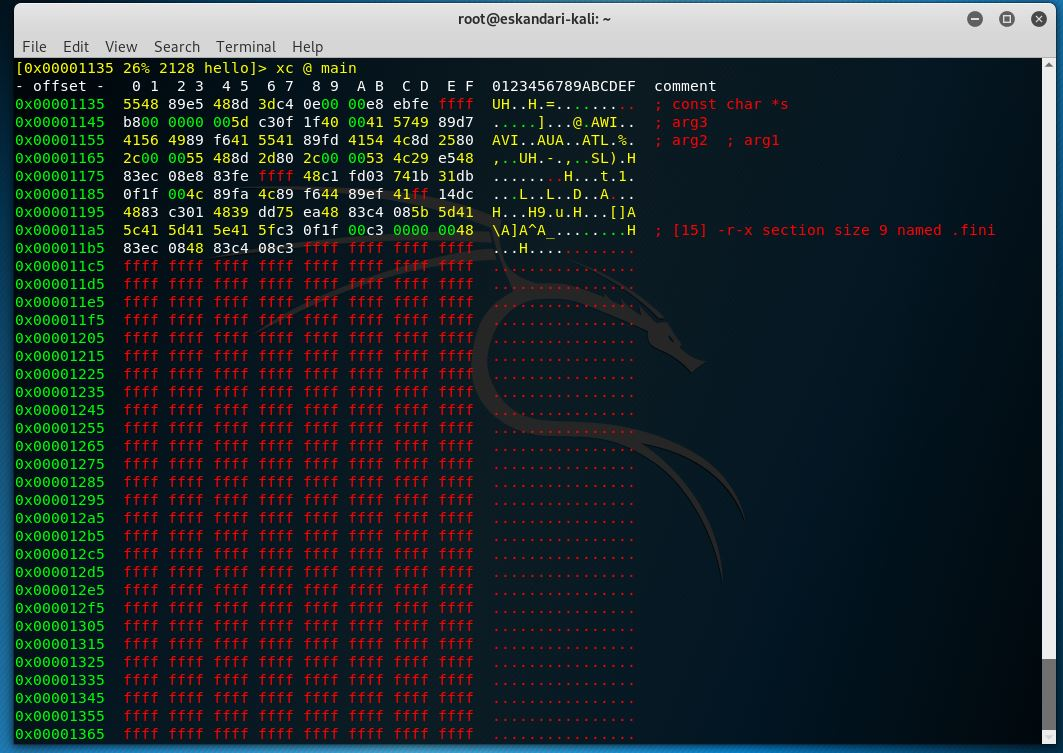 root@eskandari-kali: ~
File Edit View Search Terminal Help
[0x00001135 26% 2128 hello]> xc @ main
- offset -   0 1  2 3  4 5  6 7  8 9  A B  C D  E F  0123456789ABCDEF  comment
0x00001135  5548 89e5 488d 3dc4 0e00 00e8 ebfe ffff  UH..H.=.........  ; const char *s
0x00001145  b800 0000 005d c30f 1f40 0041 5749 89d7  .....]...@.AWI..  ; arg3
0x00001155  4156 4989 f641 5541 89fd 4154 4c8d 2580  AVI..AUA..ATL.%.  ; arg2  ; arg1
0x00001165  2c00 0055 488d 2d80 2c00 0053 4c29 e548  ,..UH.-.,..SL).H
0x00001175  83ec 08e8 83fe ffff 48c1 fd03 741b 31db  ........H...t.1.
0x00001185  0f1f 004c 89fa 4c89 f644 89ef 41ff 14dc  ...L..L..D..A...
0x00001195  4883 c301 4839 dd75 ea48 83c4 085b 5d41  H...H9.u.H...[]A
0x000011a5  5c41 5d41 5e41 5fc3 0f1f 00c3 0000 0048  \A]A^A_........H  ; [15] -r-x section size 9 named .fini
0x000011b5  83ec 0848 83c4 08c3 ffff ffff ffff ffff  ...H............
0x000011c5  ffff ffff ffff ffff ffff ffff ffff ffff  ................
0x000011d5  ffff ffff ffff ffff ffff ffff ffff ffff  ................
0x000011e5  ffff ffff ffff ffff ffff ffff ffff ffff  ................
0x000011f5  ffff ffff ffff ffff ffff ffff ffff ffff  ................
0x00001205  ffff ffff ffff ffff ffff ffff ffff ffff  ................
0x00001215  ffff ffff ffff ffff ffff ffff ffff ffff  ................
0x00001225  ffff ffff ffff ffff ffff ffff ffff ffff  ................
0x00001235  ffff ffff ffff ffff ffff ffff ffff ffff  ................
0x00001245  ffff ffff ffff ffff ffff ffff ffff ffff  ................
0x00001255  ffff ffff ffff ffff ffff ffff ffff ffff  ................
0x00001265  ffff ffff ffff ffff ffff ffff ffff ffff  ................
0x00001275  ffff ffff ffff ffff ffff ffff ffff ffff  ................
0x00001285  ffff ffff ffff ffff ffff ffff ffff ffff  ................
0x00001295  ffff ffff ffff ffff ffff ffff ffff ffff  ................
0x000012a5  ffff ffff ffff ffff ffff ffff ffff ffff  ................
0x000012b5  ffff ffff ffff ffff ffff ffff ffff ffff  ................
0x000012c5  ffff ffff ffff ffff ffff ffff ffff ffff  ................
0x000012d5  ffff ffff ffff ffff ffff ffff ffff ffff  ................
0x000012e5  ffff ffff ffff ffff ffff ffff ffff ffff  ................
0x000012f5  ffff ffff ffff ffff ffff ffff ffff ffff  ................
0x00001305  ffff ffff ffff ffff ffff ffff ffff ffff  ................
0x00001315  ffff ffff ffff ffff ffff ffff ffff ffff  ................
0x00001325  ffff ffff ffff ffff ffff ffff ffff ffff  ................
0x00001335  ffff ffff ffff ffff ffff ffff ffff ffff  ................
0x00001345  ffff ffff ffff ffff ffff ffff ffff ffff  ................
0x00001355  ffff ffff ffff ffff ffff ffff ffff ffff  ................
0x00001365  ffff ffff ffff ffff ffff ffff ffff ffff  ................